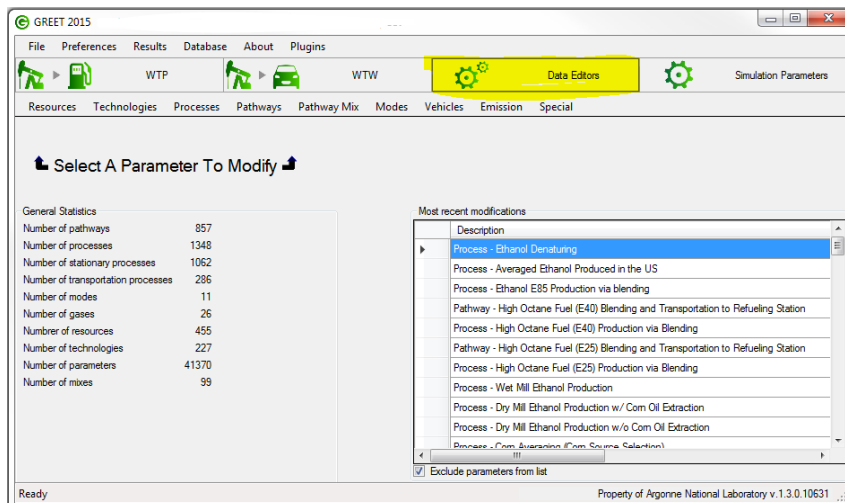 GREET 2015
File Preferences Results Database About Plugins
WTP WTW Data Editors Simulation Parameters
Resources Technologies Processes Pathways Pathway Mix Modes Vehicles Emission Special
Select A Parameter To Modify
General Statistics
Number of pathways 857
Number of processes 1348
Number of stationary processes 1062
Number of transportation processes 286
Number of modes 11
Number of gases 26
Numbrer of resources 455
Number of technologies 227
Number of parameters 41370
Number of mixes 99
Most recent modifications
Description
Process - Ethanol Denaturing
Process - Averaged Ethanol Produced in the US
Process - Ethanol E85 Production via blending
Pathway - High Octane Fuel (E40) Blending and Transportation to Refueling Station
Process - High Octane Fuel (E40) Production via Blending
Pathway - High Octane Fuel (E25) Blending and Transportation to Refueling Station
Process - High Octane Fuel (E25) Production via Blending
Process - Wet Mill Ethanol Production
Process - Dry Mill Ethanol Production w/ Corn Oil Extraction
Process - Dry Mill Ethanol Production w/o Corn Oil Extraction
Process - Corn Averaging (Corn Source Selection)
Exclude parameters from list
Ready Property of Argonne National Laboratory v.1.3.0.10631